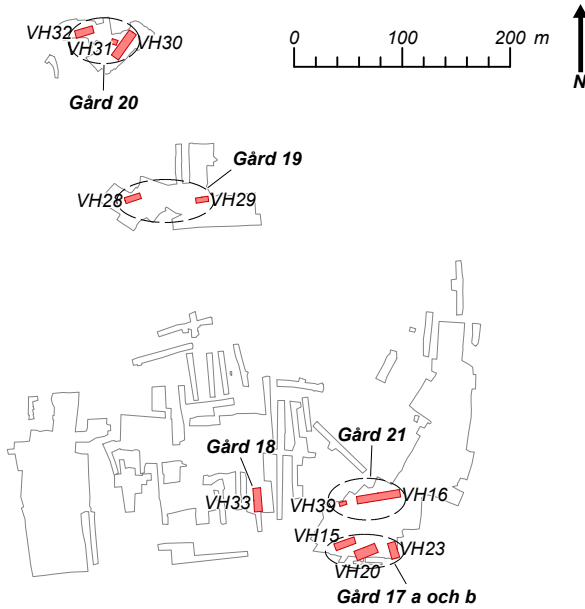 VH32
VH31
VH30
Gård 20
0 100 200 m
N
Gård 19
VH28
VH29
Gård 21
Gård 18
VH33
VH39
VH16
VH15
VH20
VH23
Gård 17 a och b